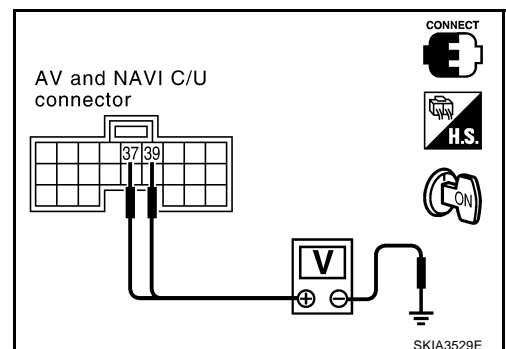 CONNECT
AV and NAVI C/U
connector
H.S.
37 39
ON
V
+ −
SKIA3529E